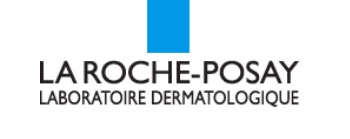 LA ROCHE-POSAY
LABORATOIRE DERMATOLOGIQUE